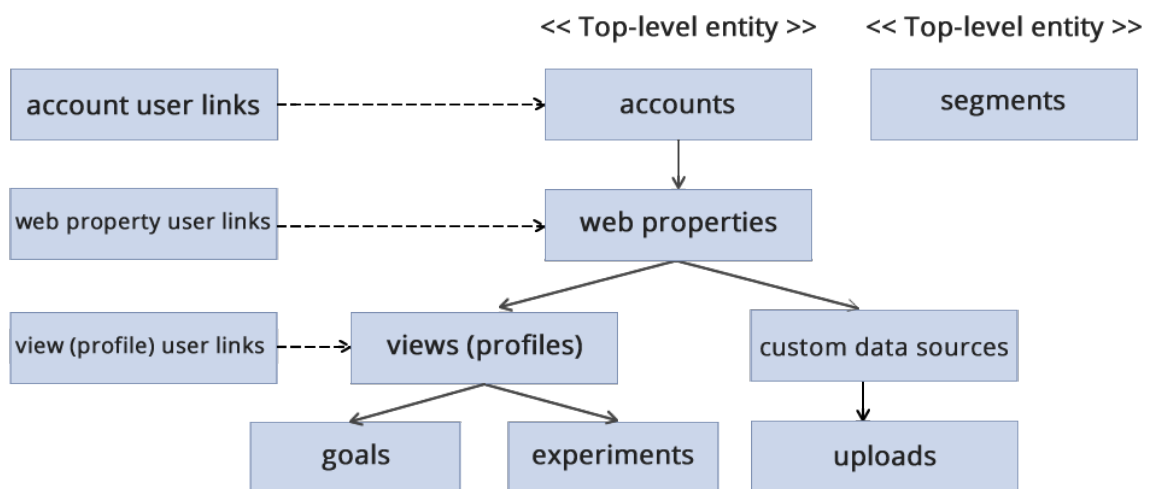 << Top-level entity >> << Top-level entity >>
account user links accounts segments
web property user links web properties
view (profile) user links views (profiles) custom data sources
goals experiments uploads